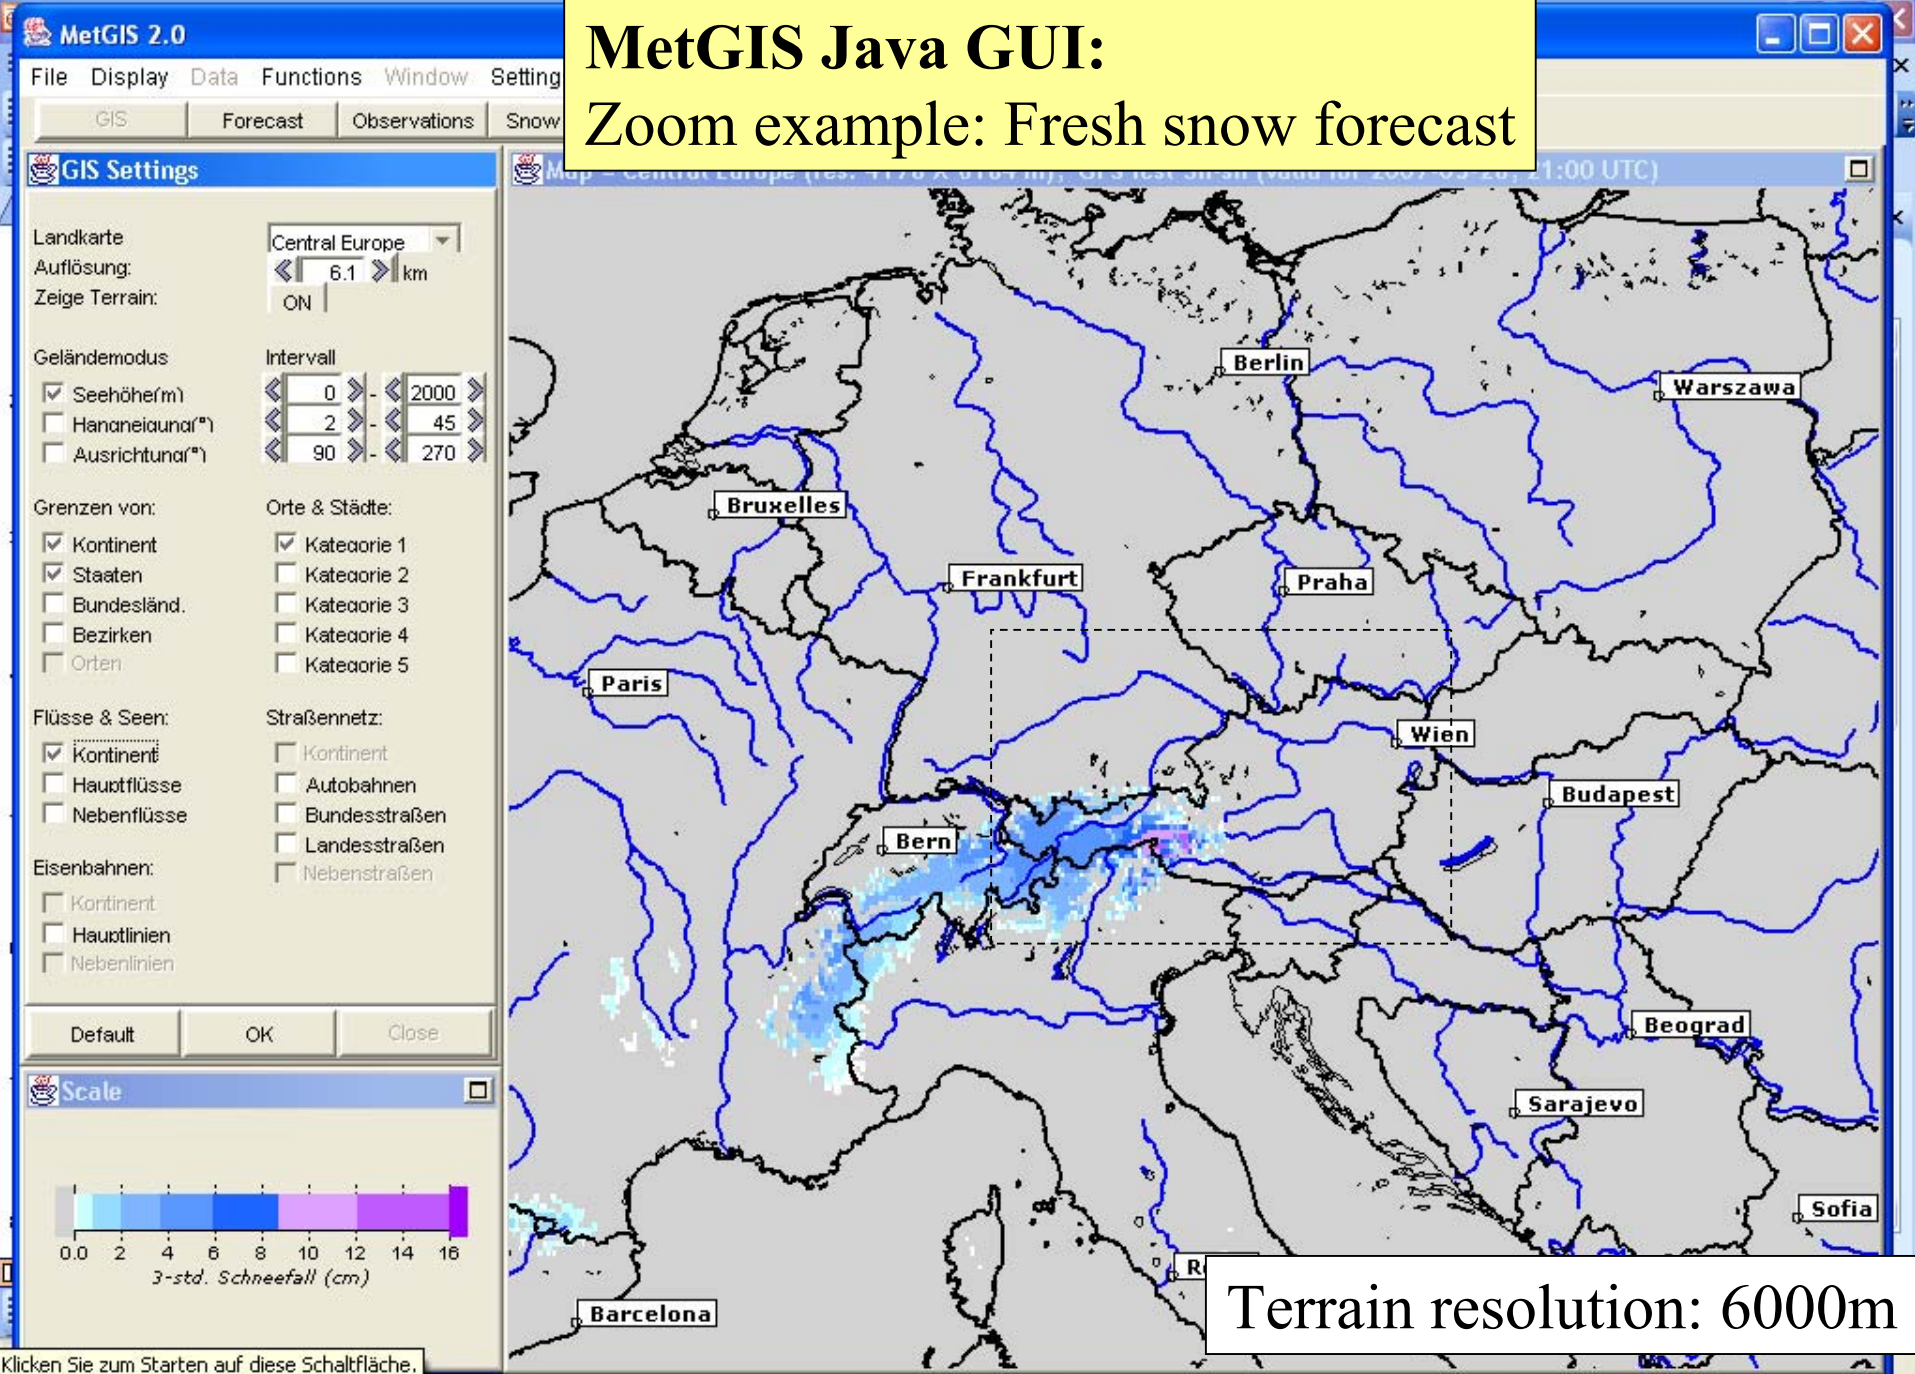 MetGIS 2.0
MetGIS Java GUI:
Zoom example: Fresh snow forecast
File Display Data Functions Window Setting
GIS Forecast Observations Snow
GIS Settings
21:00 UTC)
Landkarte Central Europe
Auflösung: 6.1 km
Zeige Terrain: ON
Geländemodus Intervall
Seehöhe(m) 0 - 2000
Hangneigung(°) 2 - 45
Ausrichtung(°) 90 - 270
Grenzen von: Orte & Städte:
Kontinent Kategorie 1
Staaten Kategorie 2
Bundesländ. Kategorie 3
Bezirken Kategorie 4
Orten Kategorie 5
Flüsse & Seen: Straßennetz:
Kontinent Kontinent
Hauptflüsse Autobahnen
Nebenflüsse Bundesstraßen
Landesstraßen
Eisenbahnen: Nebenstraßen
Kontinent
Hauptlinien
Nebenlinien
Default OK Close
Scale
0.0 2 4 6 8 10 12 14 16
3-std. Schneefall (cm)
Klicken Sie zum Starten auf diese Schaltfläche.
Berlin
Warszawa
Bruxelles
Frankfurt
Praha
Paris
Wien
Budapest
Bern
Beograd
Sarajevo
Sofia
R
Barcelona
Terrain resolution: 6000m